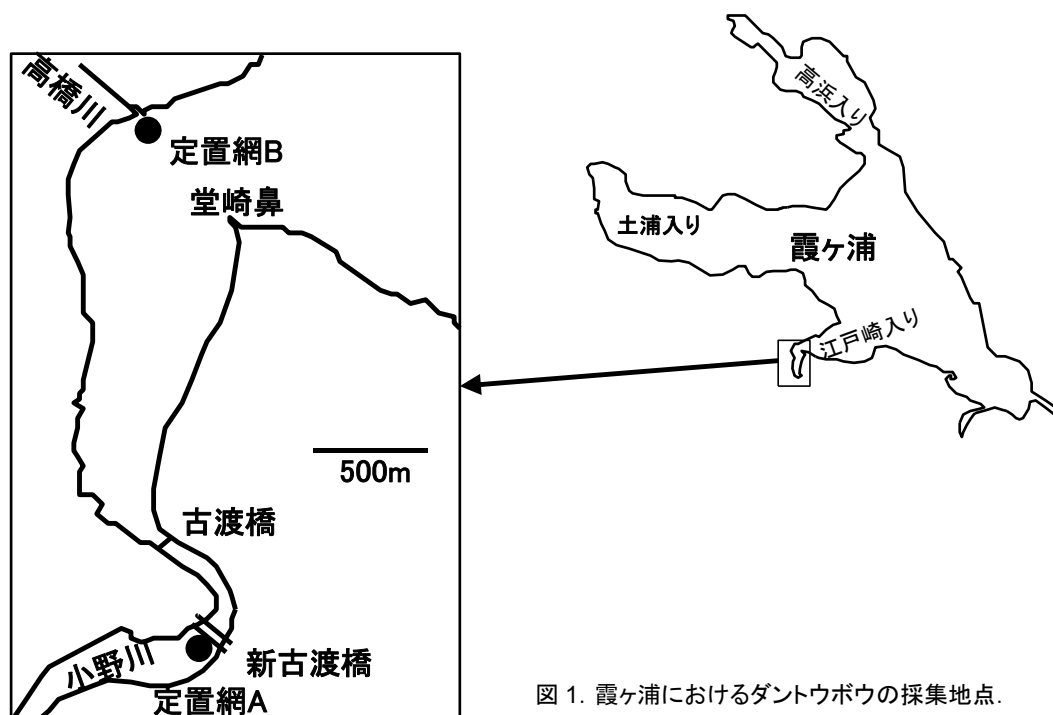 高橋川
定置網B
堂崎鼻
500m
古渡橋
小野川
新古渡橋
定置網A
高浜入り
土浦入り
霞ヶ浦
江戸崎入り
図 1. 霞ヶ浦におけるダントウボウの採集地点.